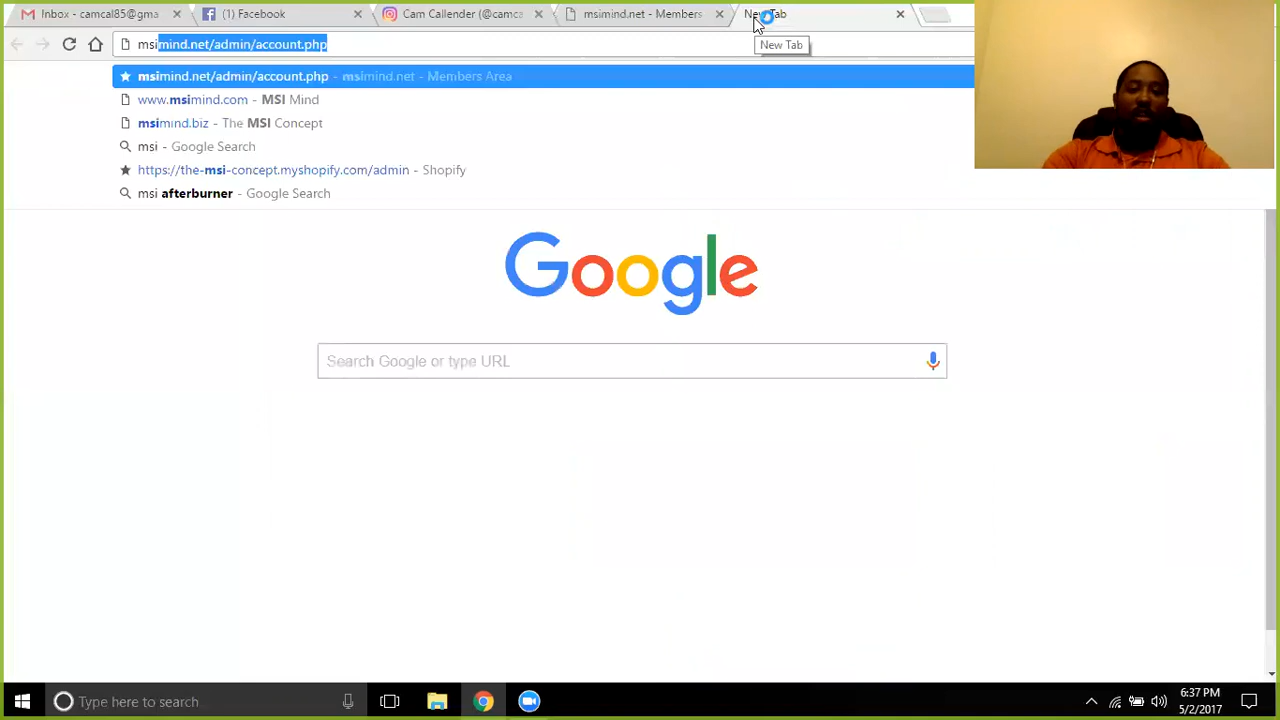 Inbox - camcal85@gma
(1) Facebook
Cam Callender (@camca
msimind.net - Members
New Tab
msimind.net/admin/account.php
New Tab
msimind.net/admin/account.php - msimind.net - Members Area
www.msimind.com - MSI Mind
msimind.biz - The MSI Concept
msi - Google Search
https://the-msi-concept.myshopify.com/admin - Shopify
msi afterburner - Google Search
Google
Search Google or type URL
Type here to search
6:37 PM
5/2/2017